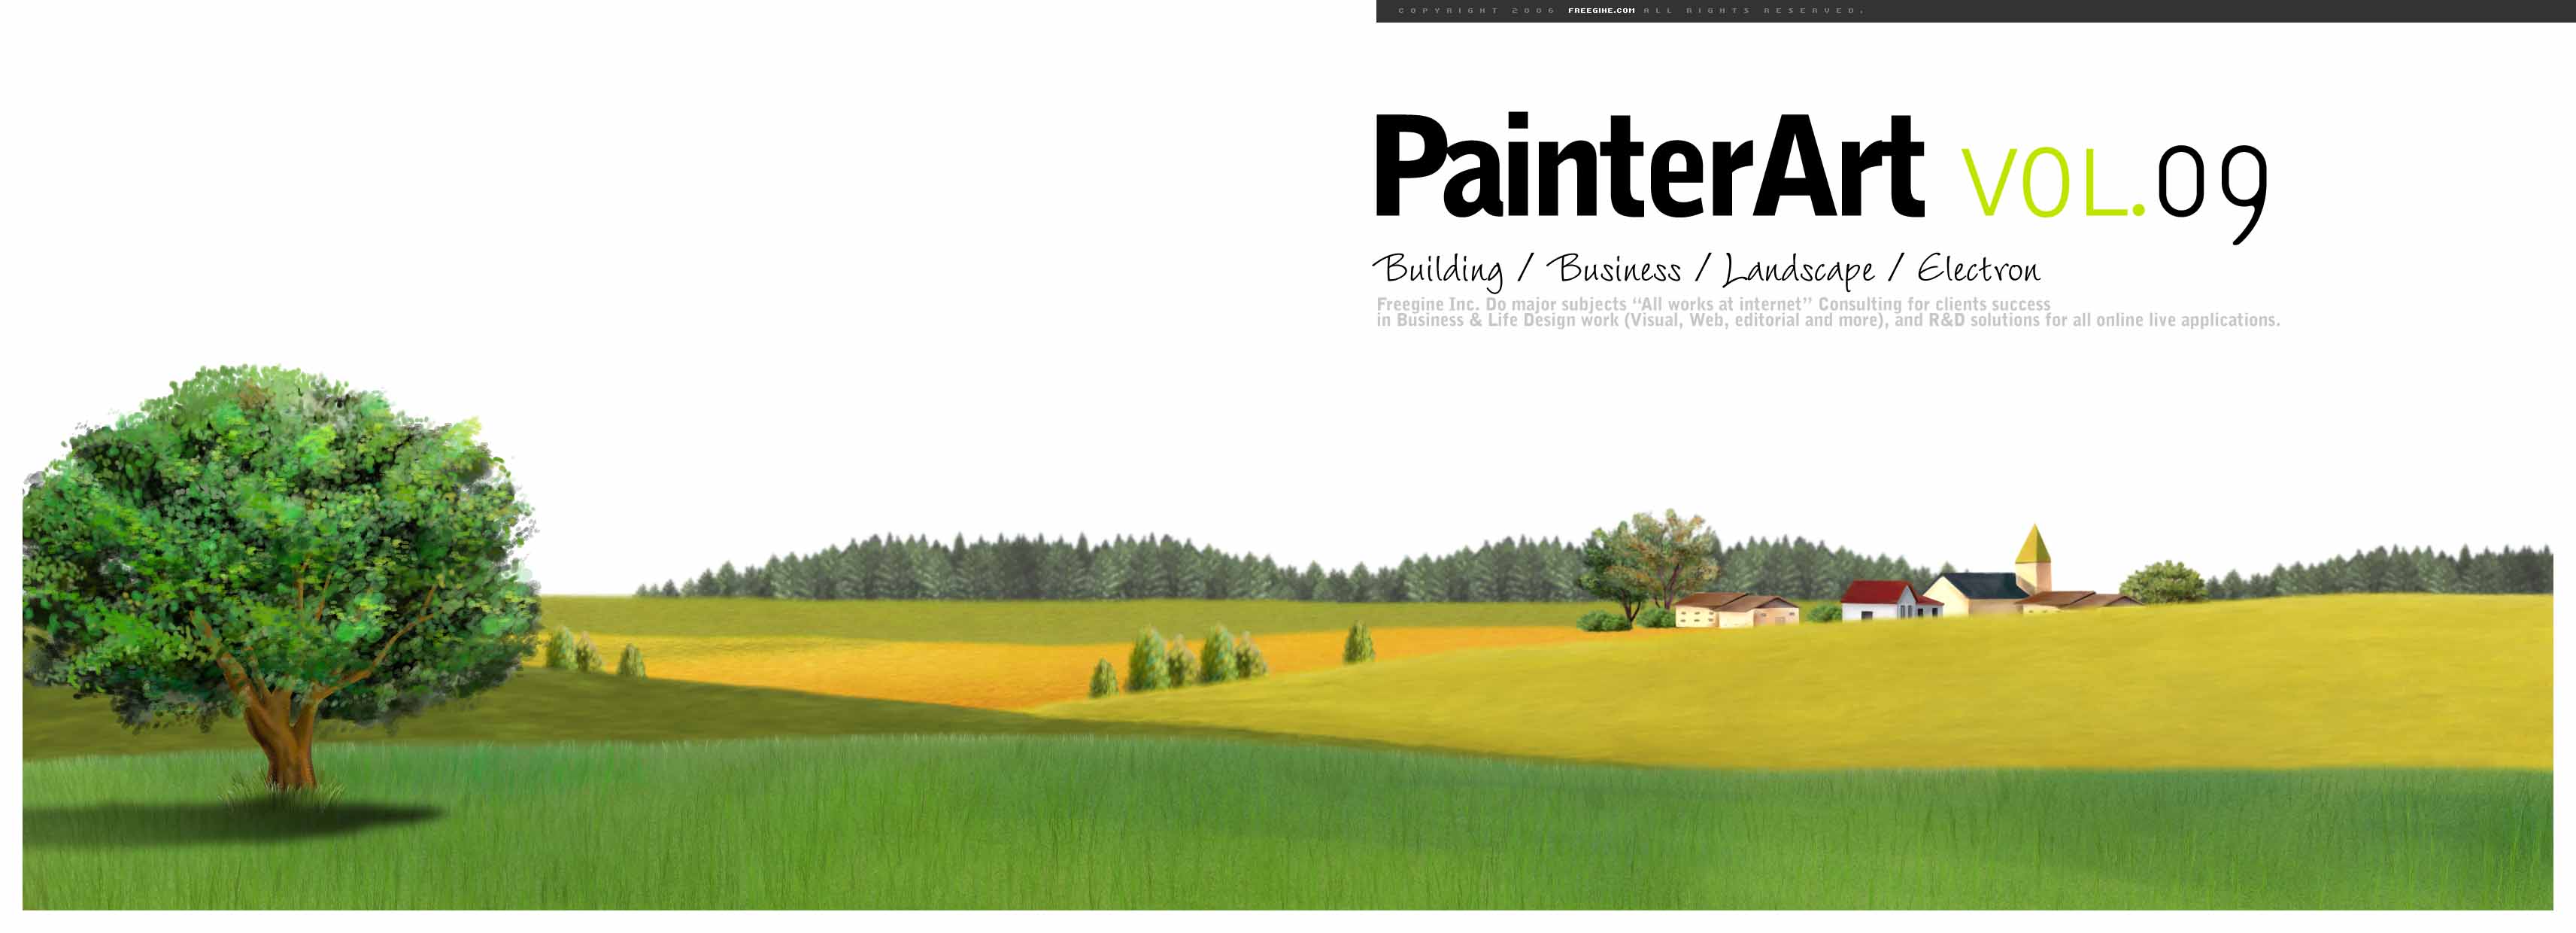 COPYRIGHT 2006 FREEGINE.COM ALL RIGHTS RESERVED.
PainterArt VOL.09
Building / Business / Landscape / Electron
Freegine Inc. Do major subjects “All works at internet” Consulting for clients success
in Business & Life Design work (Visual, Web, editorial and more), and R&D solutions for all online live applications.